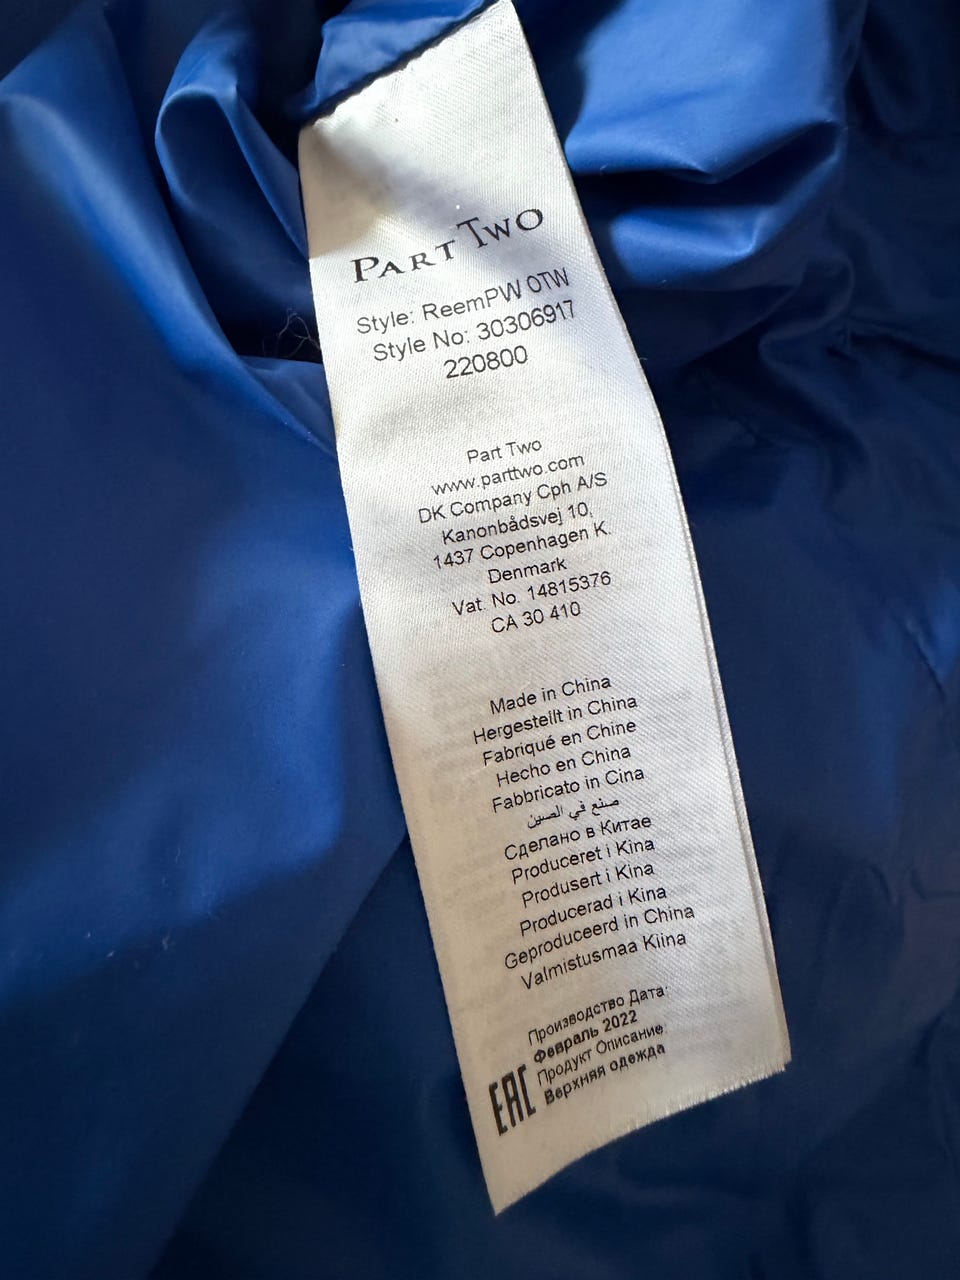 PART TWO
Style: ReemPW OTW
Style No: 30306917
220800
Part Two
www.parttwo.com
DK Company Cph A/S
Kanonbådsvej 10,
1437 Copenhagen K.
Denmark
Vat. No. 14815376
CA 30 410
Made in China
Hergestellt in China
Fabriqué en Chine
Hecho en China
Fabbricato in Cina
صنع في الصين
Сделано в Китае
Produceret i Kina
Produsert i Kina
Producerad i Kina
Geproduceerd in China
Valmistusmaa Kiina
Производство Дата:
Февраль 2022
Продукт Описание
Верхняя одежда
EAC